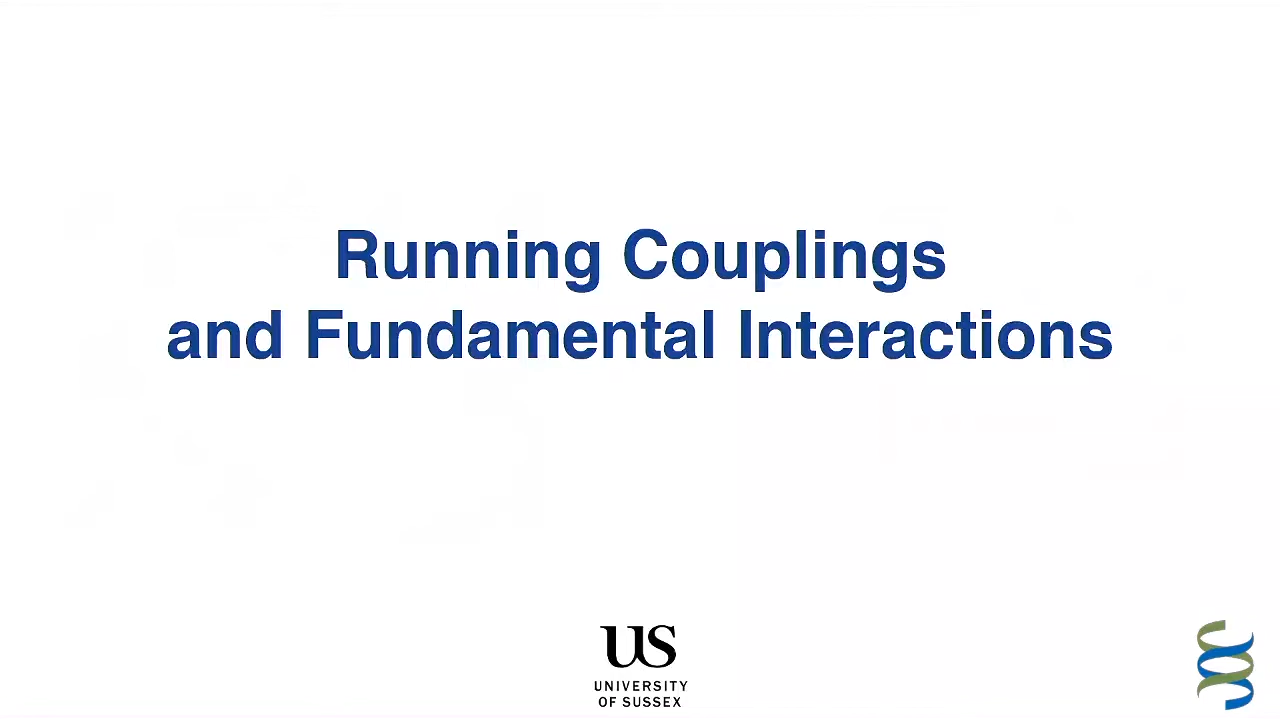 Running Couplings
and Fundamental Interactions
US
UNIVERSITY
OF SUSSEX